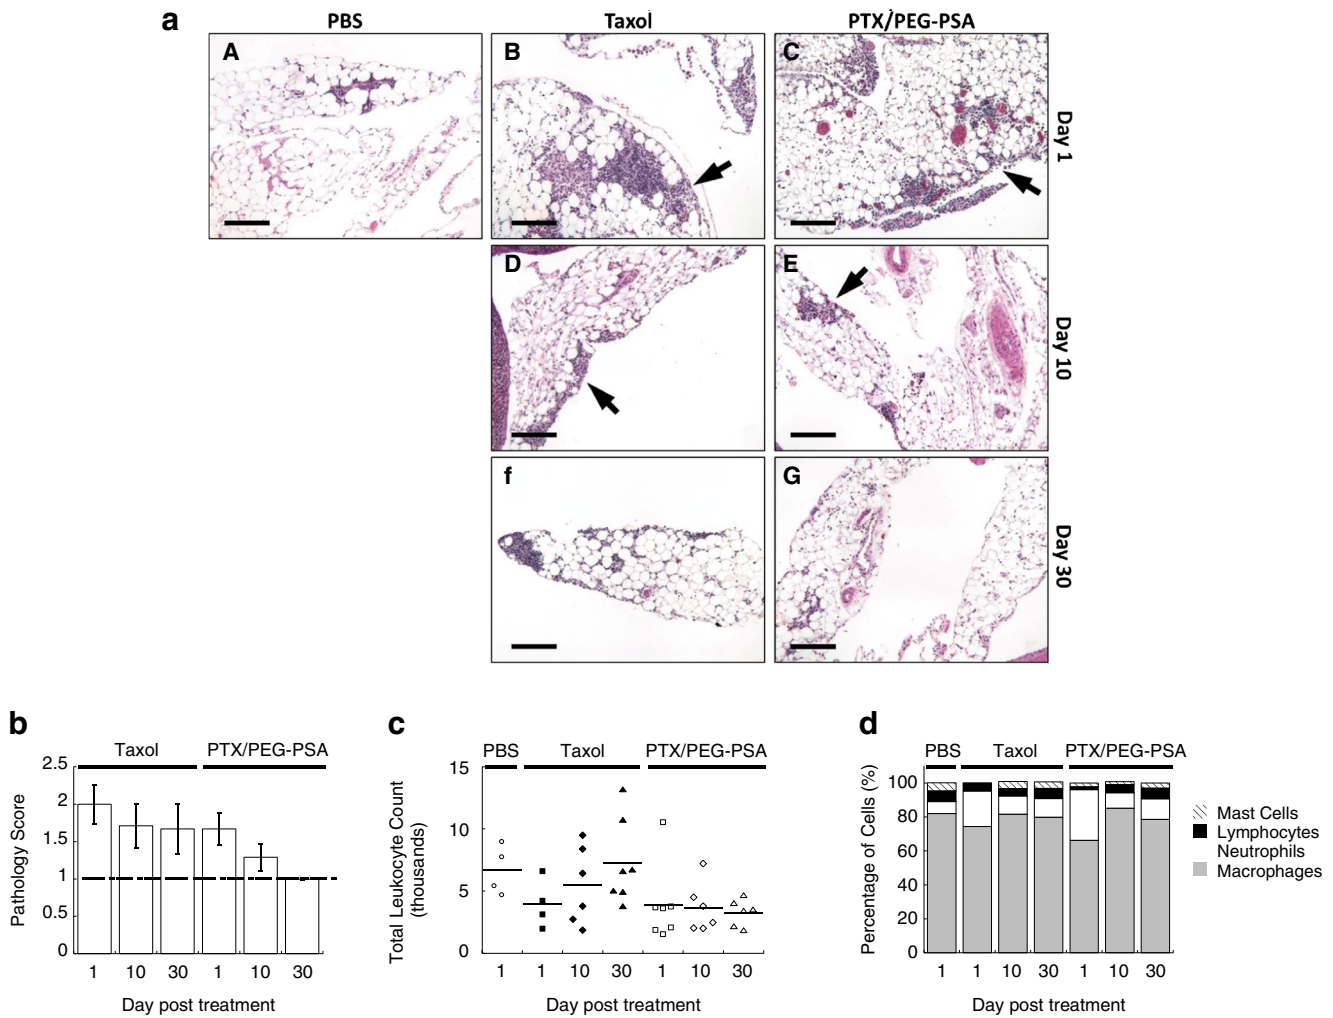 a
PBS Taxol PTX/PEG-PSA
A B C Day 1
D E Day 10
f G Day 30
b
Taxol PTX/PEG-PSA
2.5
2
1.5
1
0.5
0
Pathology Score
1 10 30 1 10 30
Day post treatment
c
PBS Taxol PTX/PEG-PSA
15
10
5
0
Total Leukocyte Count
(thousands)
1 1 10 30 1 10 30
Day post treatment
d
PBS Taxol PTX/PEG-PSA
100
80
60
40
20
0
Percentage of Cells (%)
1 1 10 30 1 10 30
Day post treatment
Mast Cells
Lymphocytes
Neutrophils
Macrophages